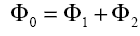 Φ₀ = Φ₁ + Φ₂